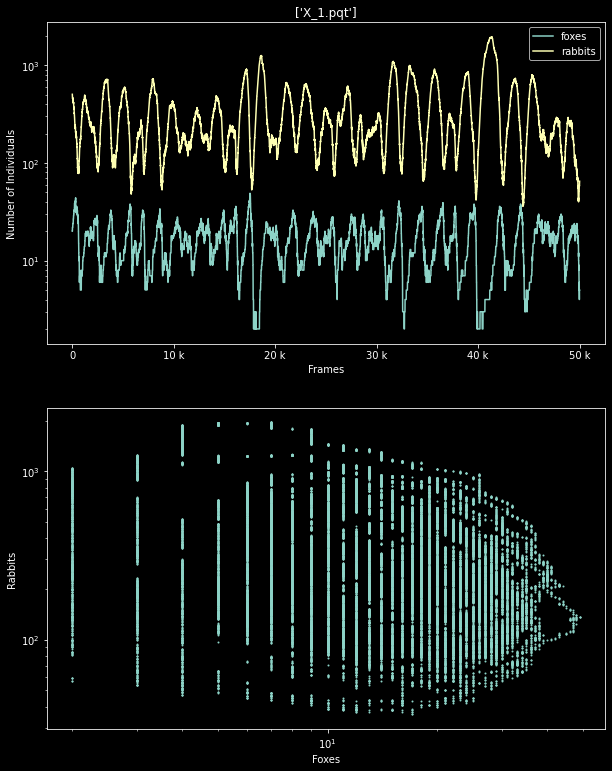 ['X_1.pqt']
foxes
rabbits
Number of Individuals
10³
10²
10¹
0
10 k
20 k
30 k
40 k
50 k
Frames
Rabbits
10³
10²
10¹
Foxes